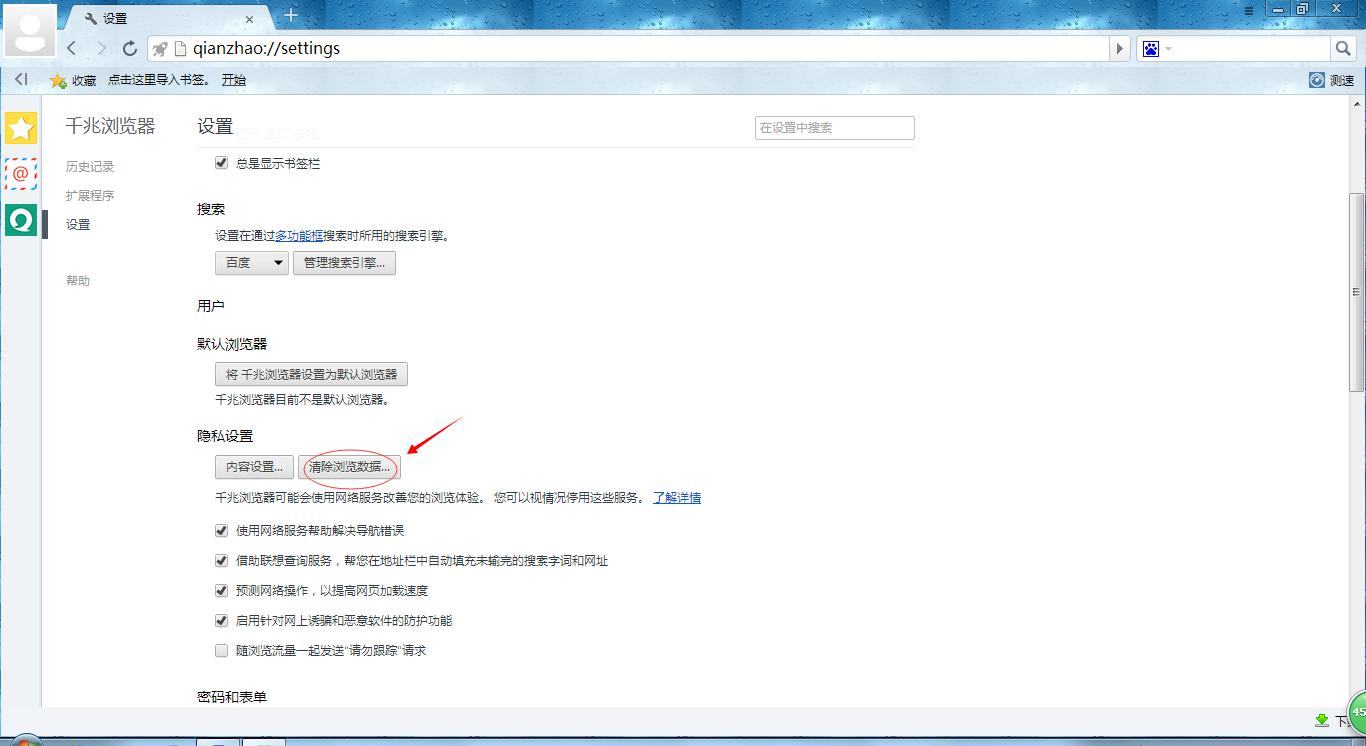 设置
qianzhao://settings
收藏 点击这里导入书签。 开始
测速
千兆浏览器
设置
在设置中搜索
历史记录
扩展程序
设置
帮助
总是显示书签栏
搜索
设置在通过多功能框搜索时所用的搜索引擎。
百度 管理搜索引擎...
用户
默认浏览器
将 千兆浏览器设置为默认浏览器
千兆浏览器目前不是默认浏览器。
隐私设置
内容设置... 清除浏览数据...
千兆浏览器可能会使用网络服务改善您的浏览体验。 您可以视情况停用这些服务。 了解详情
使用网络服务帮助解决导航错误
借助联想查询服务，帮您在地址栏中自动填充未输完的搜索字词和网址
预测网络操作，以提高网页加载速度
启用针对网上诱骗和恶意软件的防护功能
随浏览流量一起发送"请勿跟踪"请求
密码和表单
下
45